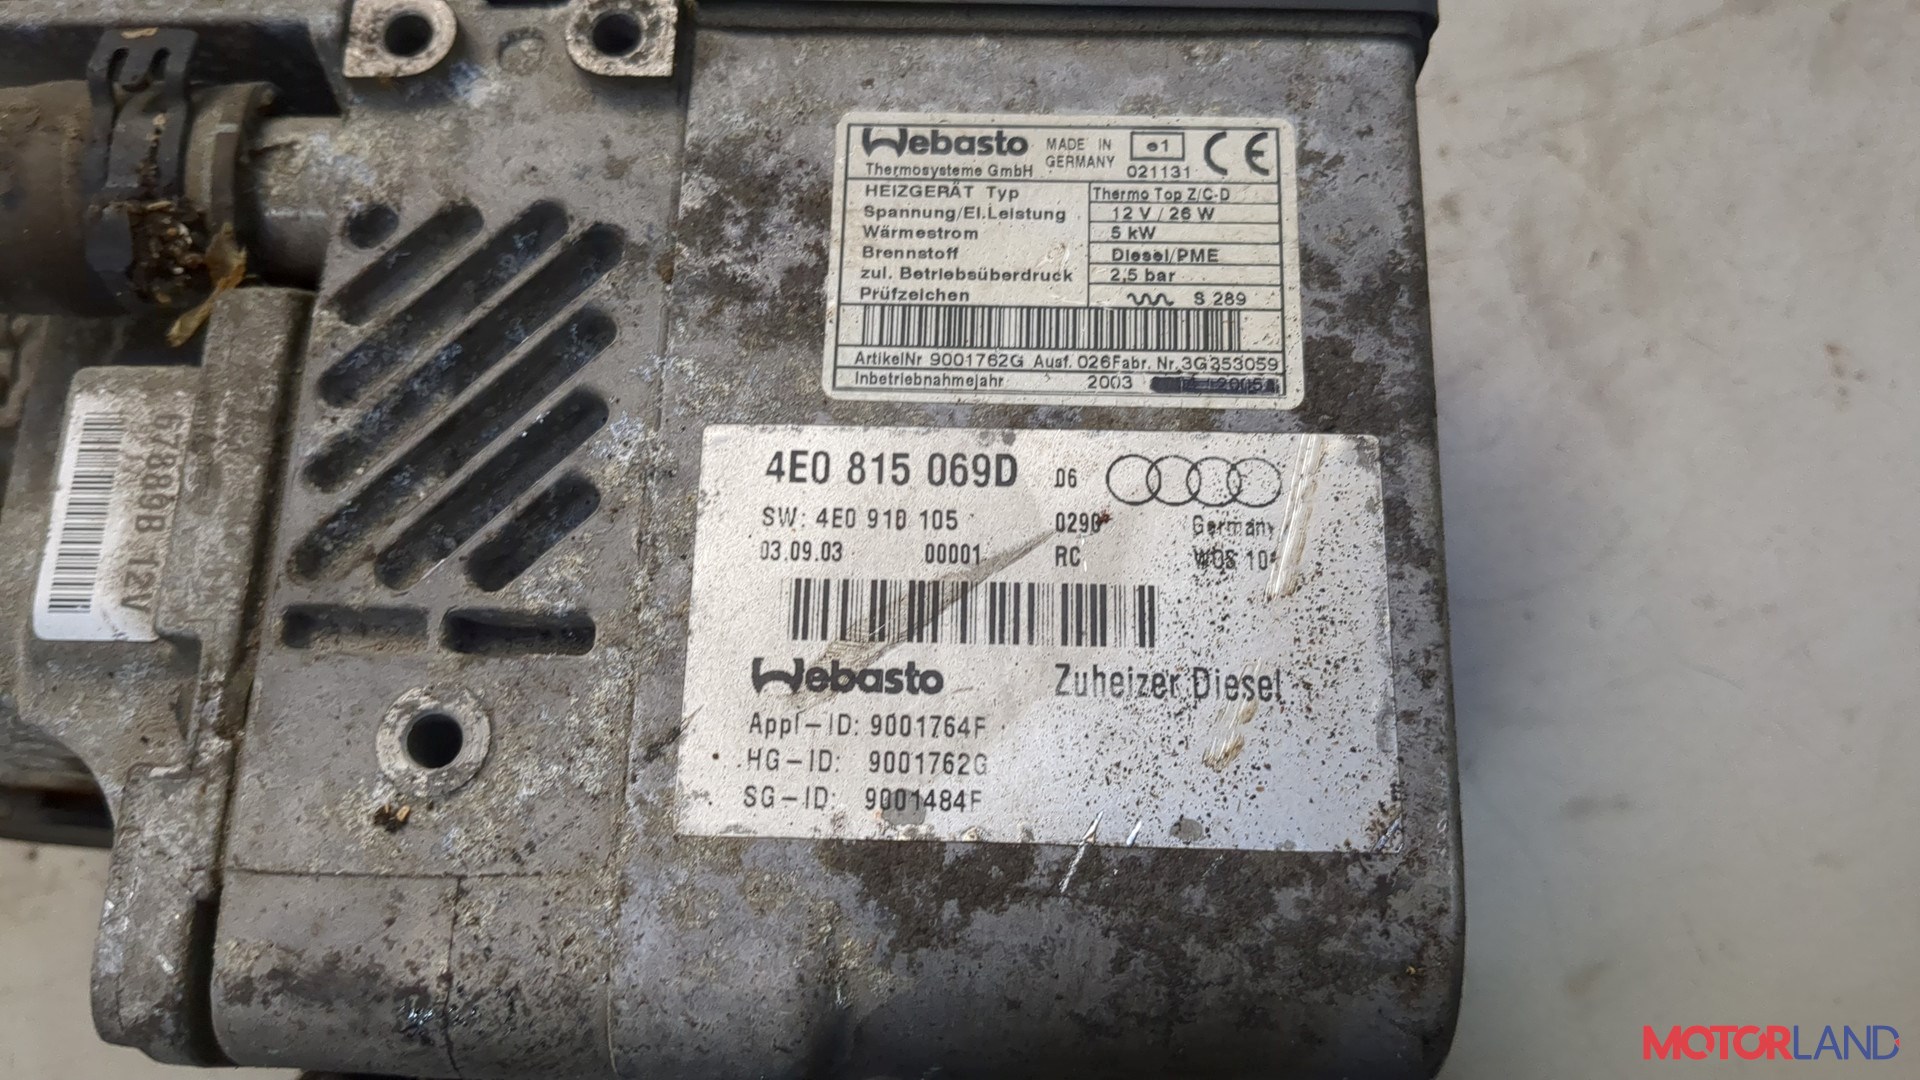 Webasto MADE IN GERMANY e1 CE
Thermosysteme GmbH 021131
HEIZGERÄT Typ Thermo Top Z/C-D
Spannung/El.Leistung 12 V / 26 W
Wärmestrom 5 kW
Brennstoff Diesel/PME
zul. Betriebsüberdruck 2,5 bar
Prüfzeichen S 289
ArtikelNr 9001762G Ausf. 026 Fabr. Nr. 3G353059
Inbetriebnahmejahr 2003
4E0 815 069D 06
SW: 4E0 910 105 0290 Germany
03.09.03 00001 RC
Webasto Zuheizer Diesel
Appl-ID: 9001764F
HG-ID: 9001762G
SG-ID: 9001484F
67889B 12V
MOTORLAND